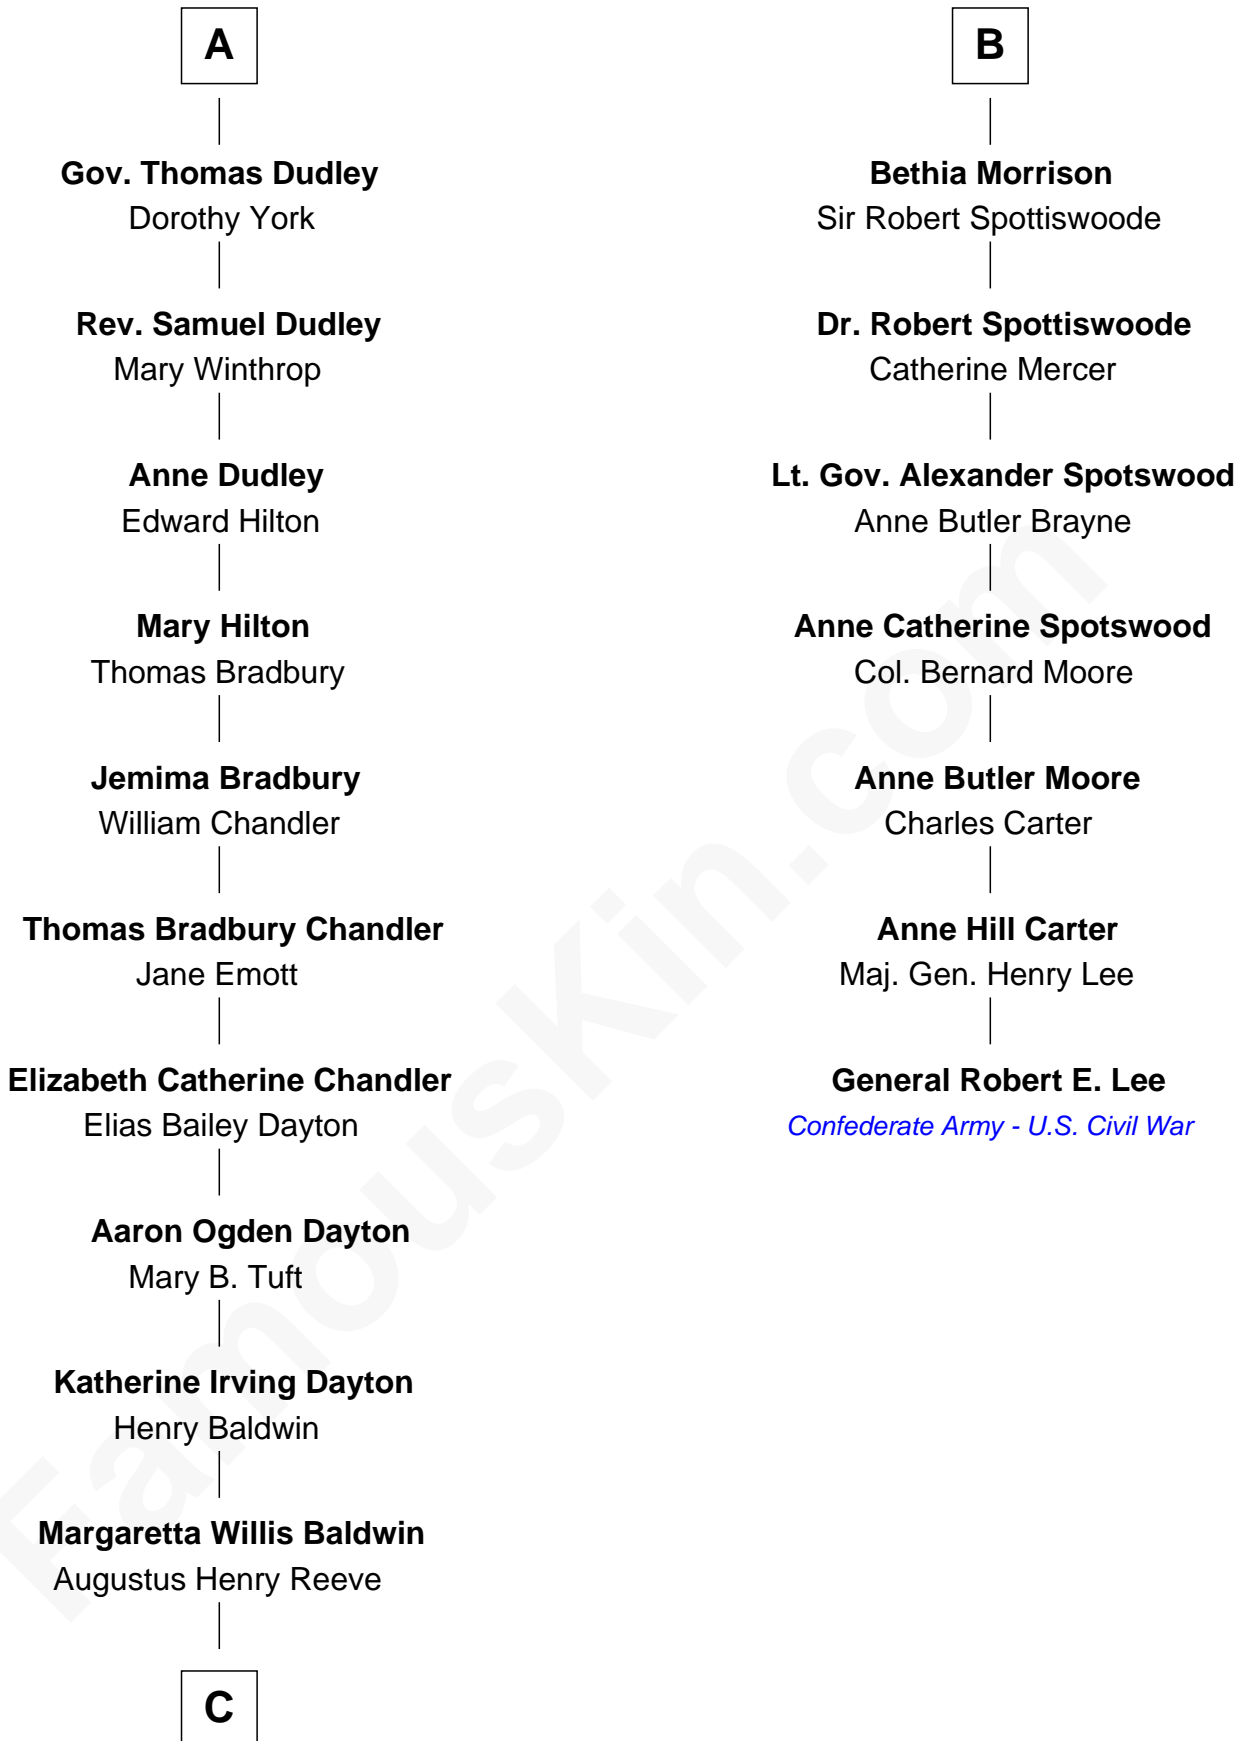 A
Gov. Thomas Dudley
Dorothy York
Rev. Samuel Dudley
Mary Winthrop
Anne Dudley
Edward Hilton
Mary Hilton
Thomas Bradbury
Jemima Bradbury
William Chandler
Thomas Bradbury Chandler
Jane Emott
Elizabeth Catherine Chandler
Elias Bailey Dayton
Aaron Ogden Dayton
Mary B. Tuft
Katherine Irving Dayton
Henry Baldwin
Margaretta Willis Baldwin
Augustus Henry Reeve
C
B
Bethia Morrison
Sir Robert Spottiswoode
Dr. Robert Spottiswoode
Catherine Mercer
Lt. Gov. Alexander Spotswood
Anne Butler Brayne
Anne Catherine Spotswood
Col. Bernard Moore
Anne Butler Moore
Charles Carter
Anne Hill Carter
Maj. Gen. Henry Lee
General Robert E. Lee
Confederate Army - U.S. Civil War
FamousKin.com